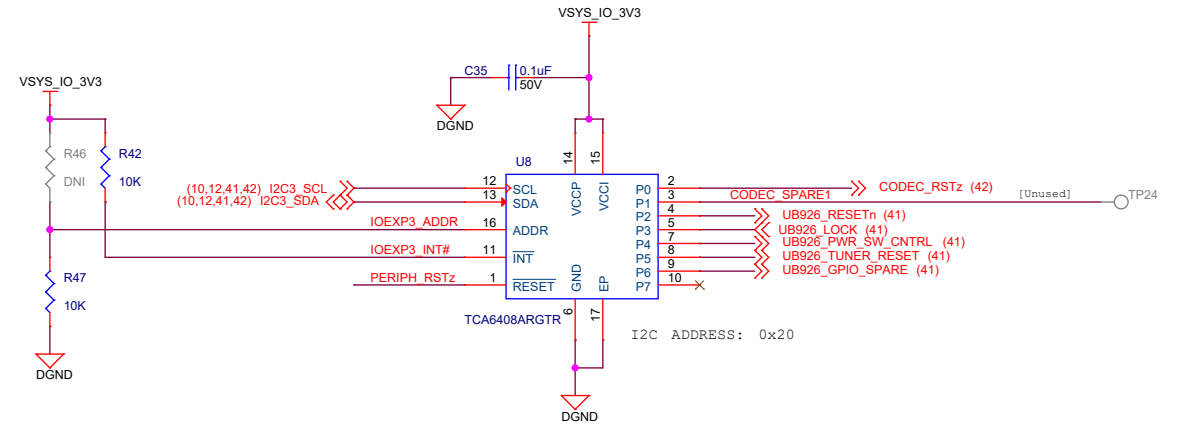 VSYS_IO_3V3
VSYS_IO_3V3
C35 0.1uF
50V
DGND
R46
DNI
R42
10K
U8
14
15
(10,12,41,42) I2C3_SCL 12 SCL
(10,12,41,42) I2C3_SDA 13 SDA
IOEXP3_ADDR 16 ADDR
IOEXP3_INT# 11 INT
PERIPH_RSTz 1 RESET
VCCP
VCCI
GND
EP
P0 2 CODEC_RSTz (42)
P1 3 CODEC_SPARE1 [Unused] TP24
P2 4 UB926_RESETn (41)
P3 5 UB926_LOCK (41)
P4 7 UB926_PWR_SW_CNTRL (41)
P5 8 UB926_TUNER_RESET (41)
P6 9 UB926_GPIO_SPARE (41)
P7 10
R47
10K
TCA6408ARGTR
6
17
I2C ADDRESS: 0x20
DGND
DGND